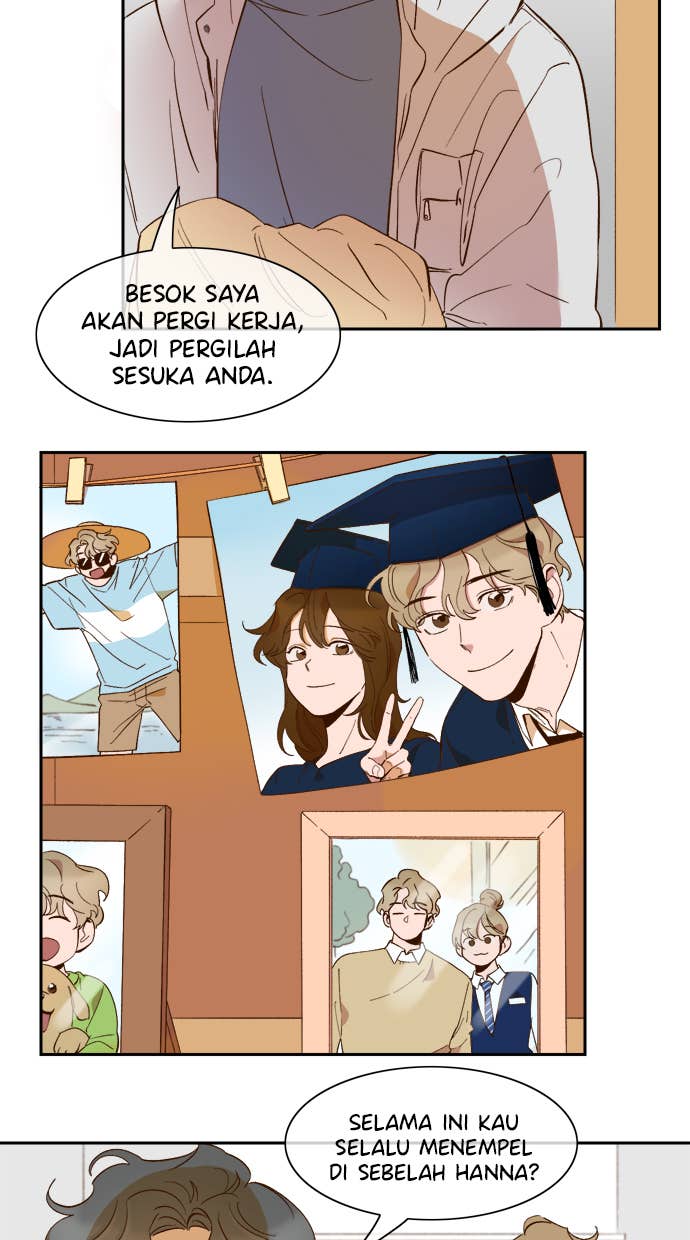 BESOK SAYA
AKAN PERGI KERJA,
JADI PERGILAH
SESUKA ANDA.
SELAMA INI KAU
SELALU MENEMPEL
DI SEBELAH HANNA?